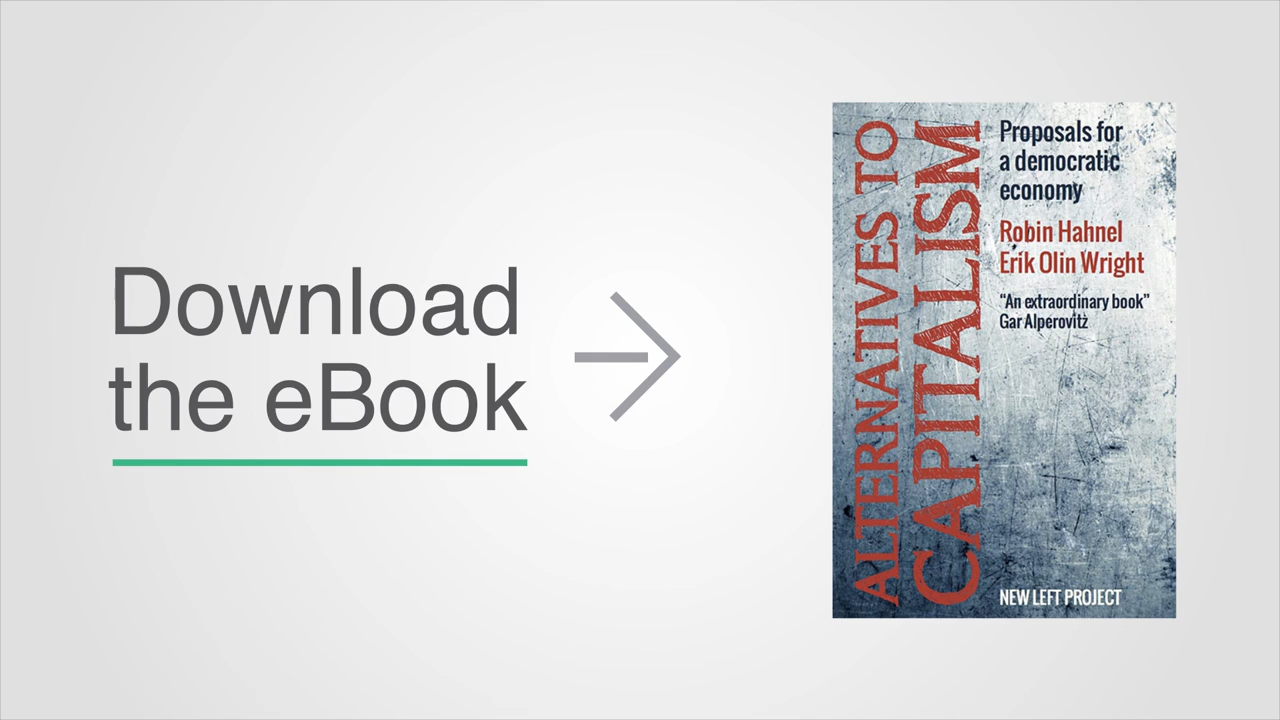 Download
the eBook
ALTERNATIVES TO
CAPITALISM
Proposals for
a democratic
economy
Robin Hahnel
Erik Olin Wright
“An extraordinary book”
Gar Alperovitz
NEW LEFT PROJECT